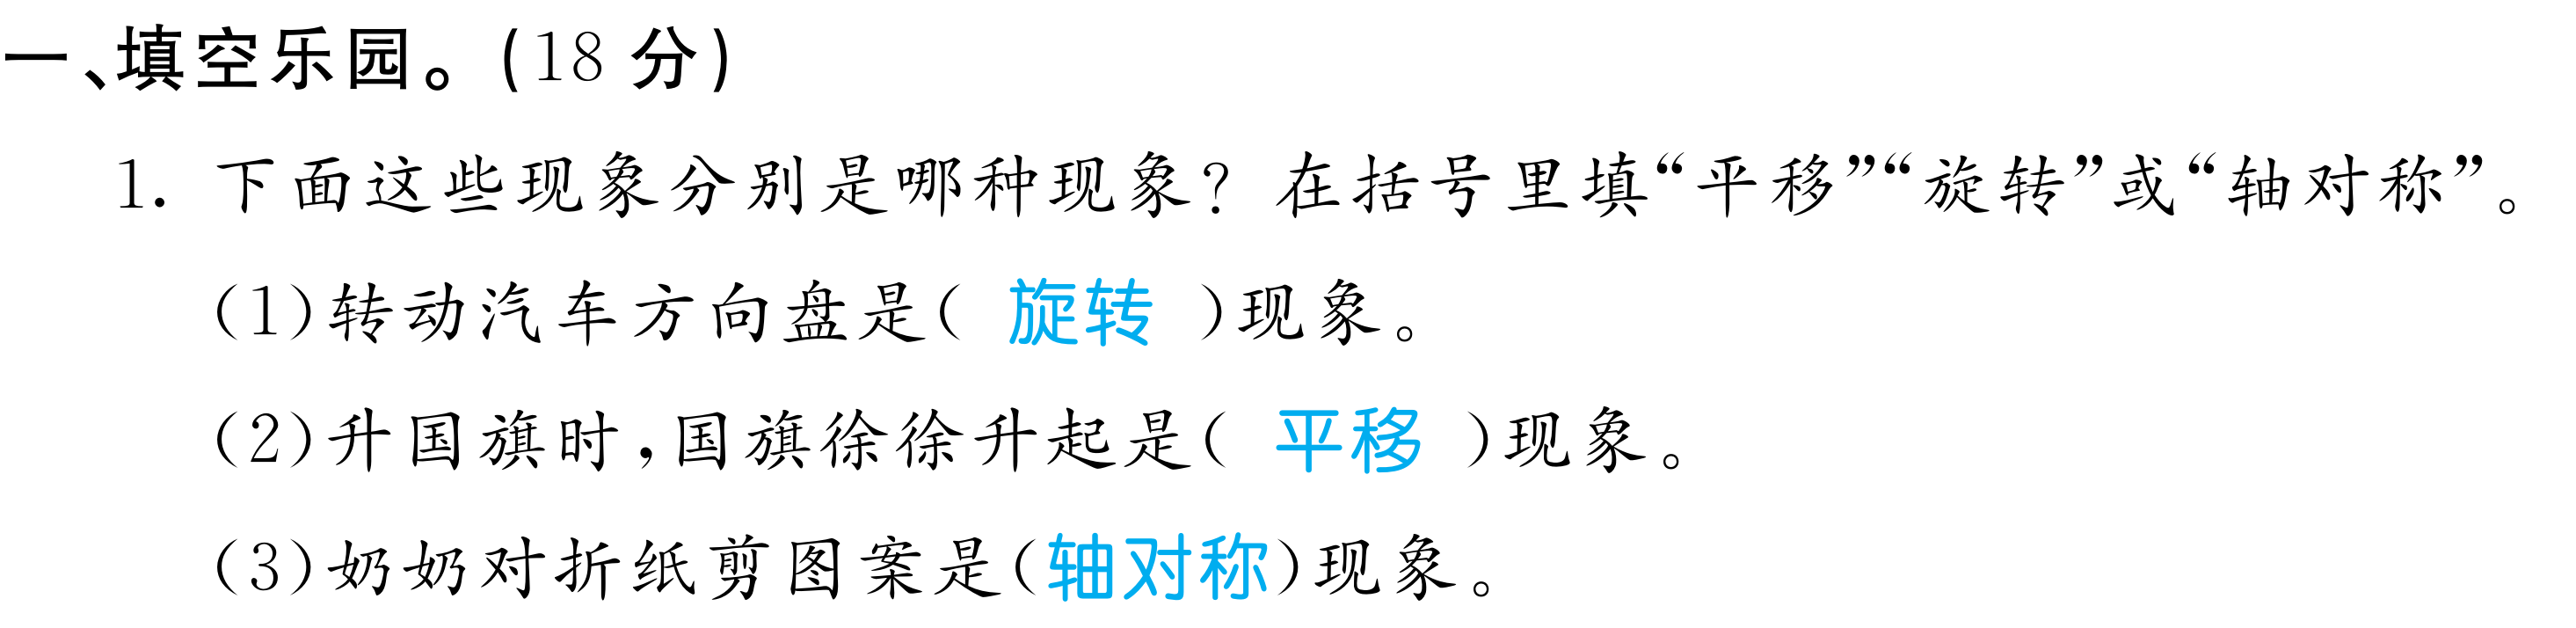 一、填空乐园。(18 分)
1. 下面这些现象分别是哪种现象？在括号里填“平移”“旋转”或“轴对称”。
(1)转动汽车方向盘是( 旋转 )现象。
(2)升国旗时,国旗徐徐升起是( 平移 )现象。
(3)奶奶对折纸剪图案是(轴对称)现象。